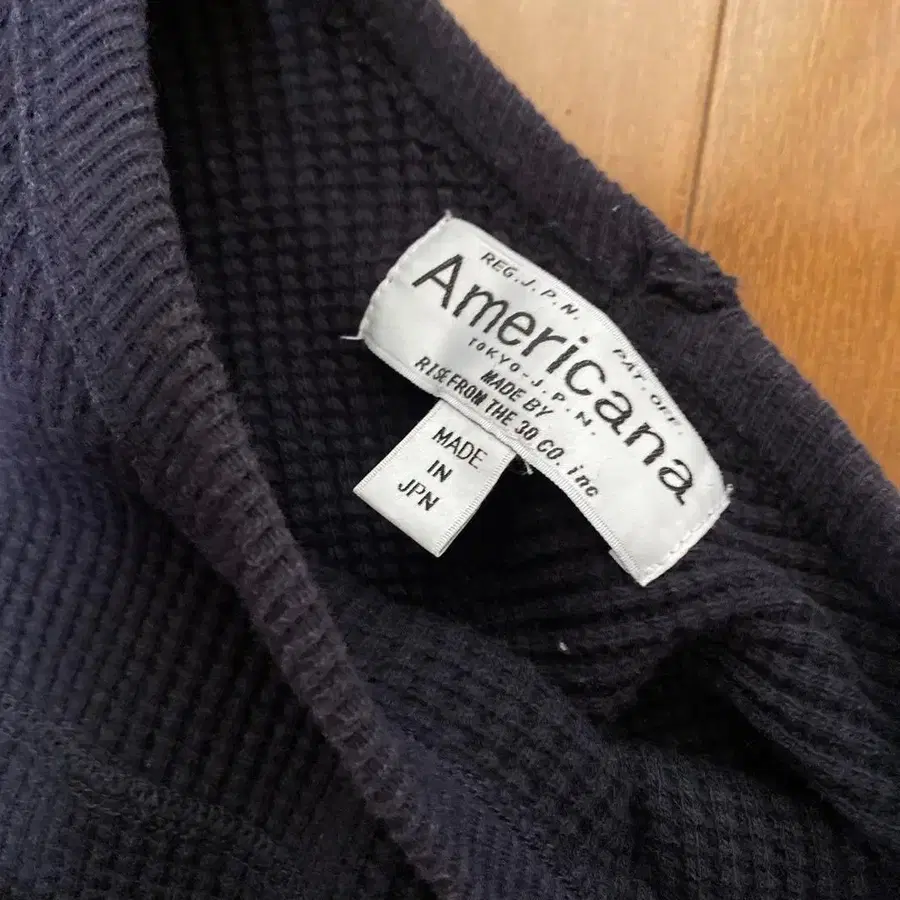 REG.J.P.N. PAT.OFF.
Americana
TOKYO-J.P.N.
MADE BY
RISE FROM THE 30 CO. inc
MADE
IN
JPN